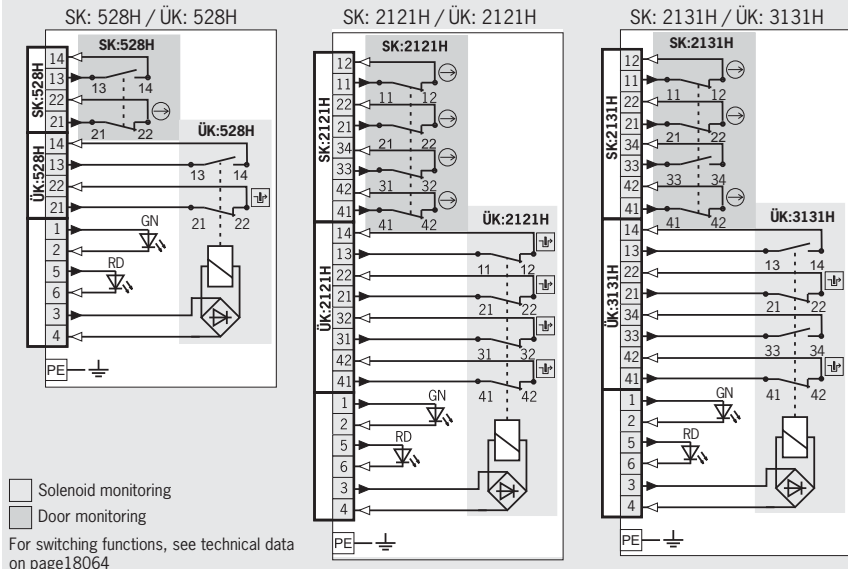 SK: 528H / ÜK: 528H
SK:528H
14
13
22
21
13 14
21 22
SK:528H
ÜK:528H
14
13
22
21
13 14
21 22
ÜK:528H
1
2
5
6
3
4
GN
RD
PE
SK: 2121H / ÜK: 2121H
SK:2121H
12
11
22
21
34
33
42
41
11 12
21 22
31 32
41 42
SK:2121H
ÜK:2121H
14
13
22
21
32
31
42
41
11 12
21 22
31 32
41 42
ÜK:2121H
1
2
5
6
3
4
GN
RD
PE
SK: 2131H / ÜK: 3131H
SK:2131H
12
11
22
21
34
33
42
41
11 12
21 22
33 34
41 42
SK:2131H
ÜK:3131H
14
13
22
21
34
33
42
41
13 14
21 22
33 34
41 42
ÜK:3131H
1
2
5
6
3
4
GN
RD
PE
Solenoid monitoring
Door monitoring
For switching functions, see technical data
on page18064